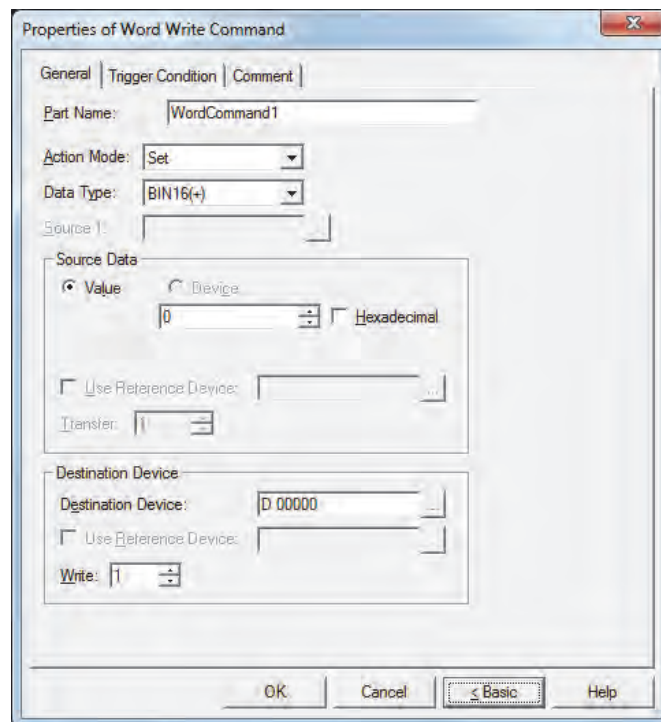 Properties of Word Write Command
General Trigger Condition Comment
Part Name: WordCommand1
Action Mode: Set
Data Type: BIN16(+)
Source 1: ...
Source Data
Value Device
0 Hexadecimal
Use Reference Device: ...
Transfer: 1
Destination Device
Destination Device: D 00000 ...
Use Reference Device: ...
Write: 1
OK Cancel < Basic Help